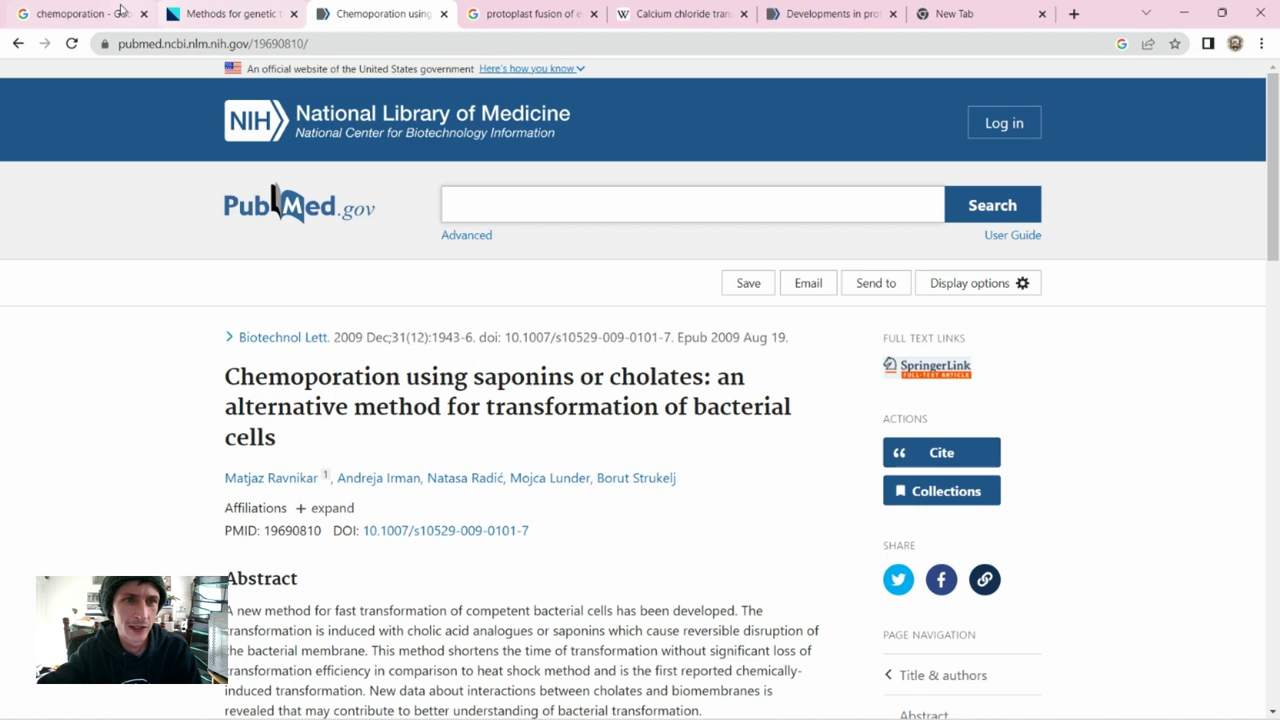 chemoporation - Go
Methods for genetic t
Chemoporation using
protoplast fusion of e
Calcium chloride tran
Developments in prot
New Tab
pubmed.ncbi.nlm.nih.gov/19690810/
An official website of the United States government Here's how you know
NIH National Library of Medicine
National Center for Biotechnology Information
Log in
PubMed.gov
Search
Advanced
User Guide
Save
Email
Send to
Display options
Biotechnol Lett. 2009 Dec;31(12):1943-6. doi: 10.1007/s10529-009-0101-7. Epub 2009 Aug 19.
Chemoporation using saponins or cholates: an
alternative method for transformation of bacterial
cells
Matjaz Ravnikar 1, Andreja Irman, Natasa Radić, Mojca Lunder, Borut Strukelj
Affiliations + expand
PMID: 19690810 DOI: 10.1007/s10529-009-0101-7
Abstract
A new method for fast transformation of competent bacterial cells has been developed. The
transformation is induced with cholic acid analogues or saponins which cause reversible disruption of
the bacterial membrane. This method shortens the time of transformation without significant loss of
transformation efficiency in comparison to heat shock method and is the first reported chemically-
induced transformation. New data about interactions between cholates and biomembranes is
revealed that may contribute to better understanding of bacterial transformation.
FULL TEXT LINKS
SpringerLink
FULL-TEXT ARTICLE
ACTIONS
Cite
Collections
SHARE
PAGE NAVIGATION
Title & authors
Abstract